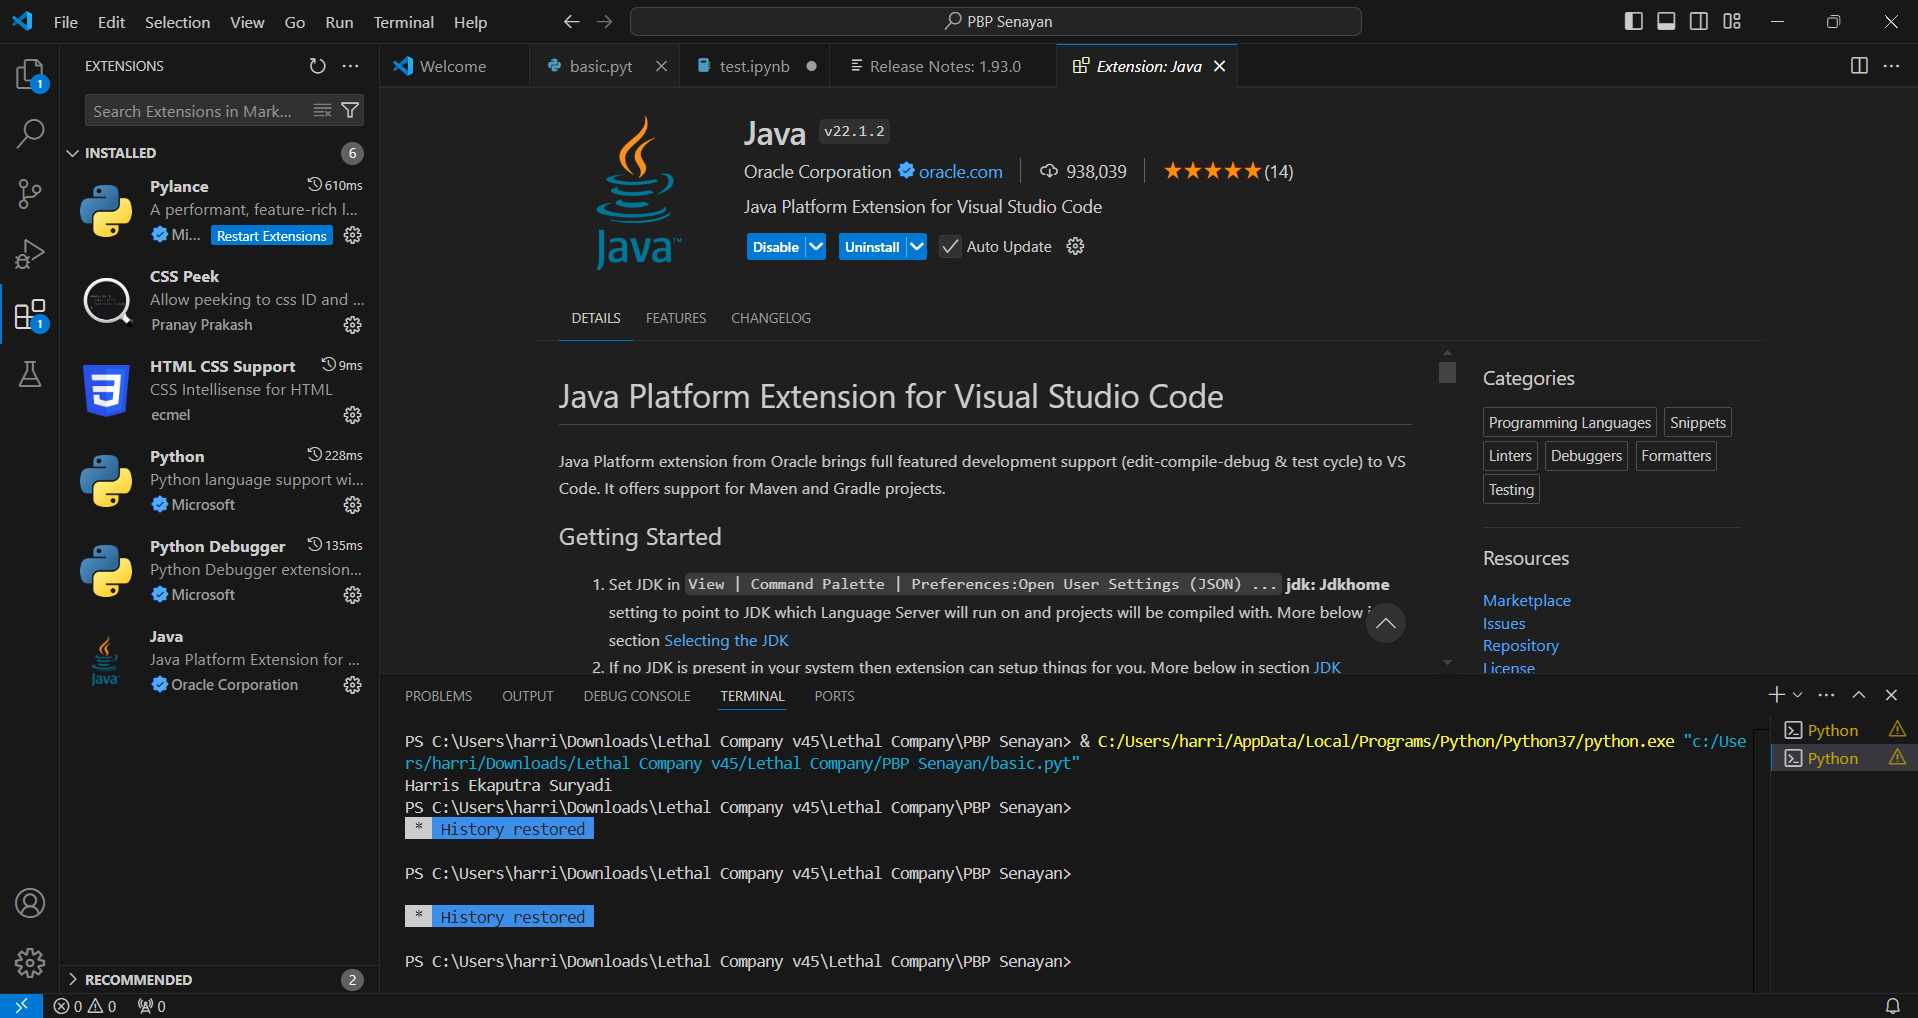 File Edit Selection View Go Run Terminal Help
PBP Senayan
EXTENSIONS
Welcome
basic.pyt
test.ipynb
Release Notes: 1.93.0
Extension: Java
1
Search Extensions in Mark...
INSTALLED
6
Pylance
610ms
A performant, feature-rich l...
Mi...
Restart Extensions
CSS Peek
Allow peeking to css ID and ...
Pranay Prakash
1
HTML CSS Support
9ms
CSS Intellisense for HTML
ecmel
Python
228ms
Python language support wi...
Microsoft
Python Debugger
135ms
Python Debugger extension...
Microsoft
Java
Java Platform Extension for ...
Oracle Corporation
RECOMMENDED
2
Java
v22.1.2
Oracle Corporation oracle.com
938,039
(14)
Java Platform Extension for Visual Studio Code
Java™
Disable
Uninstall
Auto Update
DETAILS
FEATURES
CHANGELOG
Java Platform Extension for Visual Studio Code
Java Platform extension from Oracle brings full featured development support (edit-compile-debug & test cycle) to VS
Code. It offers support for Maven and Gradle projects.
Getting Started
1. Set JDK in View | Command Palette | Preferences:Open User Settings (JSON) ... jdk: Jdkhome
setting to point to JDK which Language Server will run on and projects will be compiled with. More below
section Selecting the JDK
2. If no JDK is present in your system then extension can setup things for you. More below in section JDK
Categories
Programming Languages
Snippets
Linters
Debuggers
Formatters
Testing
Resources
Marketplace
Issues
Repository
License
PROBLEMS
OUTPUT
DEBUG CONSOLE
TERMINAL
PORTS
PS C:\Users\harri\Downloads\Lethal Company v45\Lethal Company\PBP Senayan> & C:/Users/harri/AppData/Local/Programs/Python/Python37/python.exe "c:/Use
rs/harri/Downloads/Lethal Company v45/Lethal Company/PBP Senayan/basic.pyt"
Harris Ekaputra Suryadi
PS C:\Users\harri\Downloads\Lethal Company v45\Lethal Company\PBP Senayan>
* History restored
PS C:\Users\harri\Downloads\Lethal Company v45\Lethal Company\PBP Senayan>
* History restored
PS C:\Users\harri\Downloads\Lethal Company v45\Lethal Company\PBP Senayan>
Python
Python
0 0
0